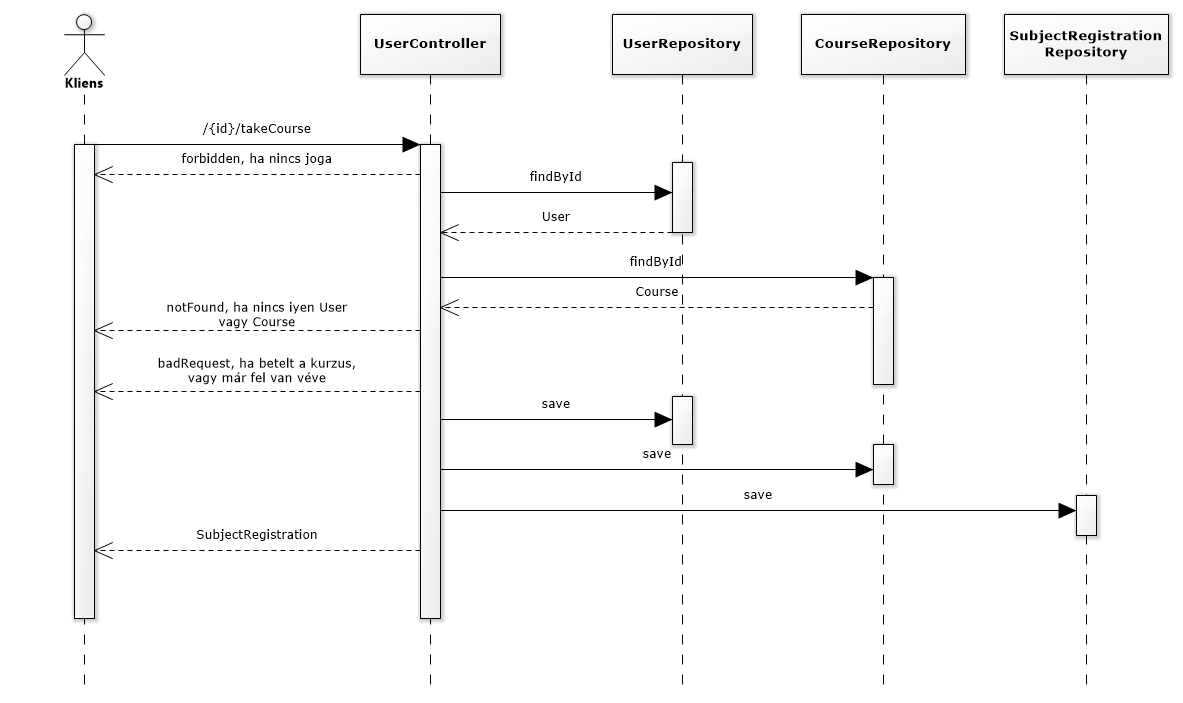 Kliens
UserController
UserRepository
CourseRepository
SubjectRegistration
Repository
/{id}/takeCourse
forbidden, ha nincs joga
findById
User
findById
Course
notFound, ha nincs iyen User
vagy Course
badRequest, ha betelt a kurzus,
vagy már fel van véve
save
save
save
SubjectRegistration